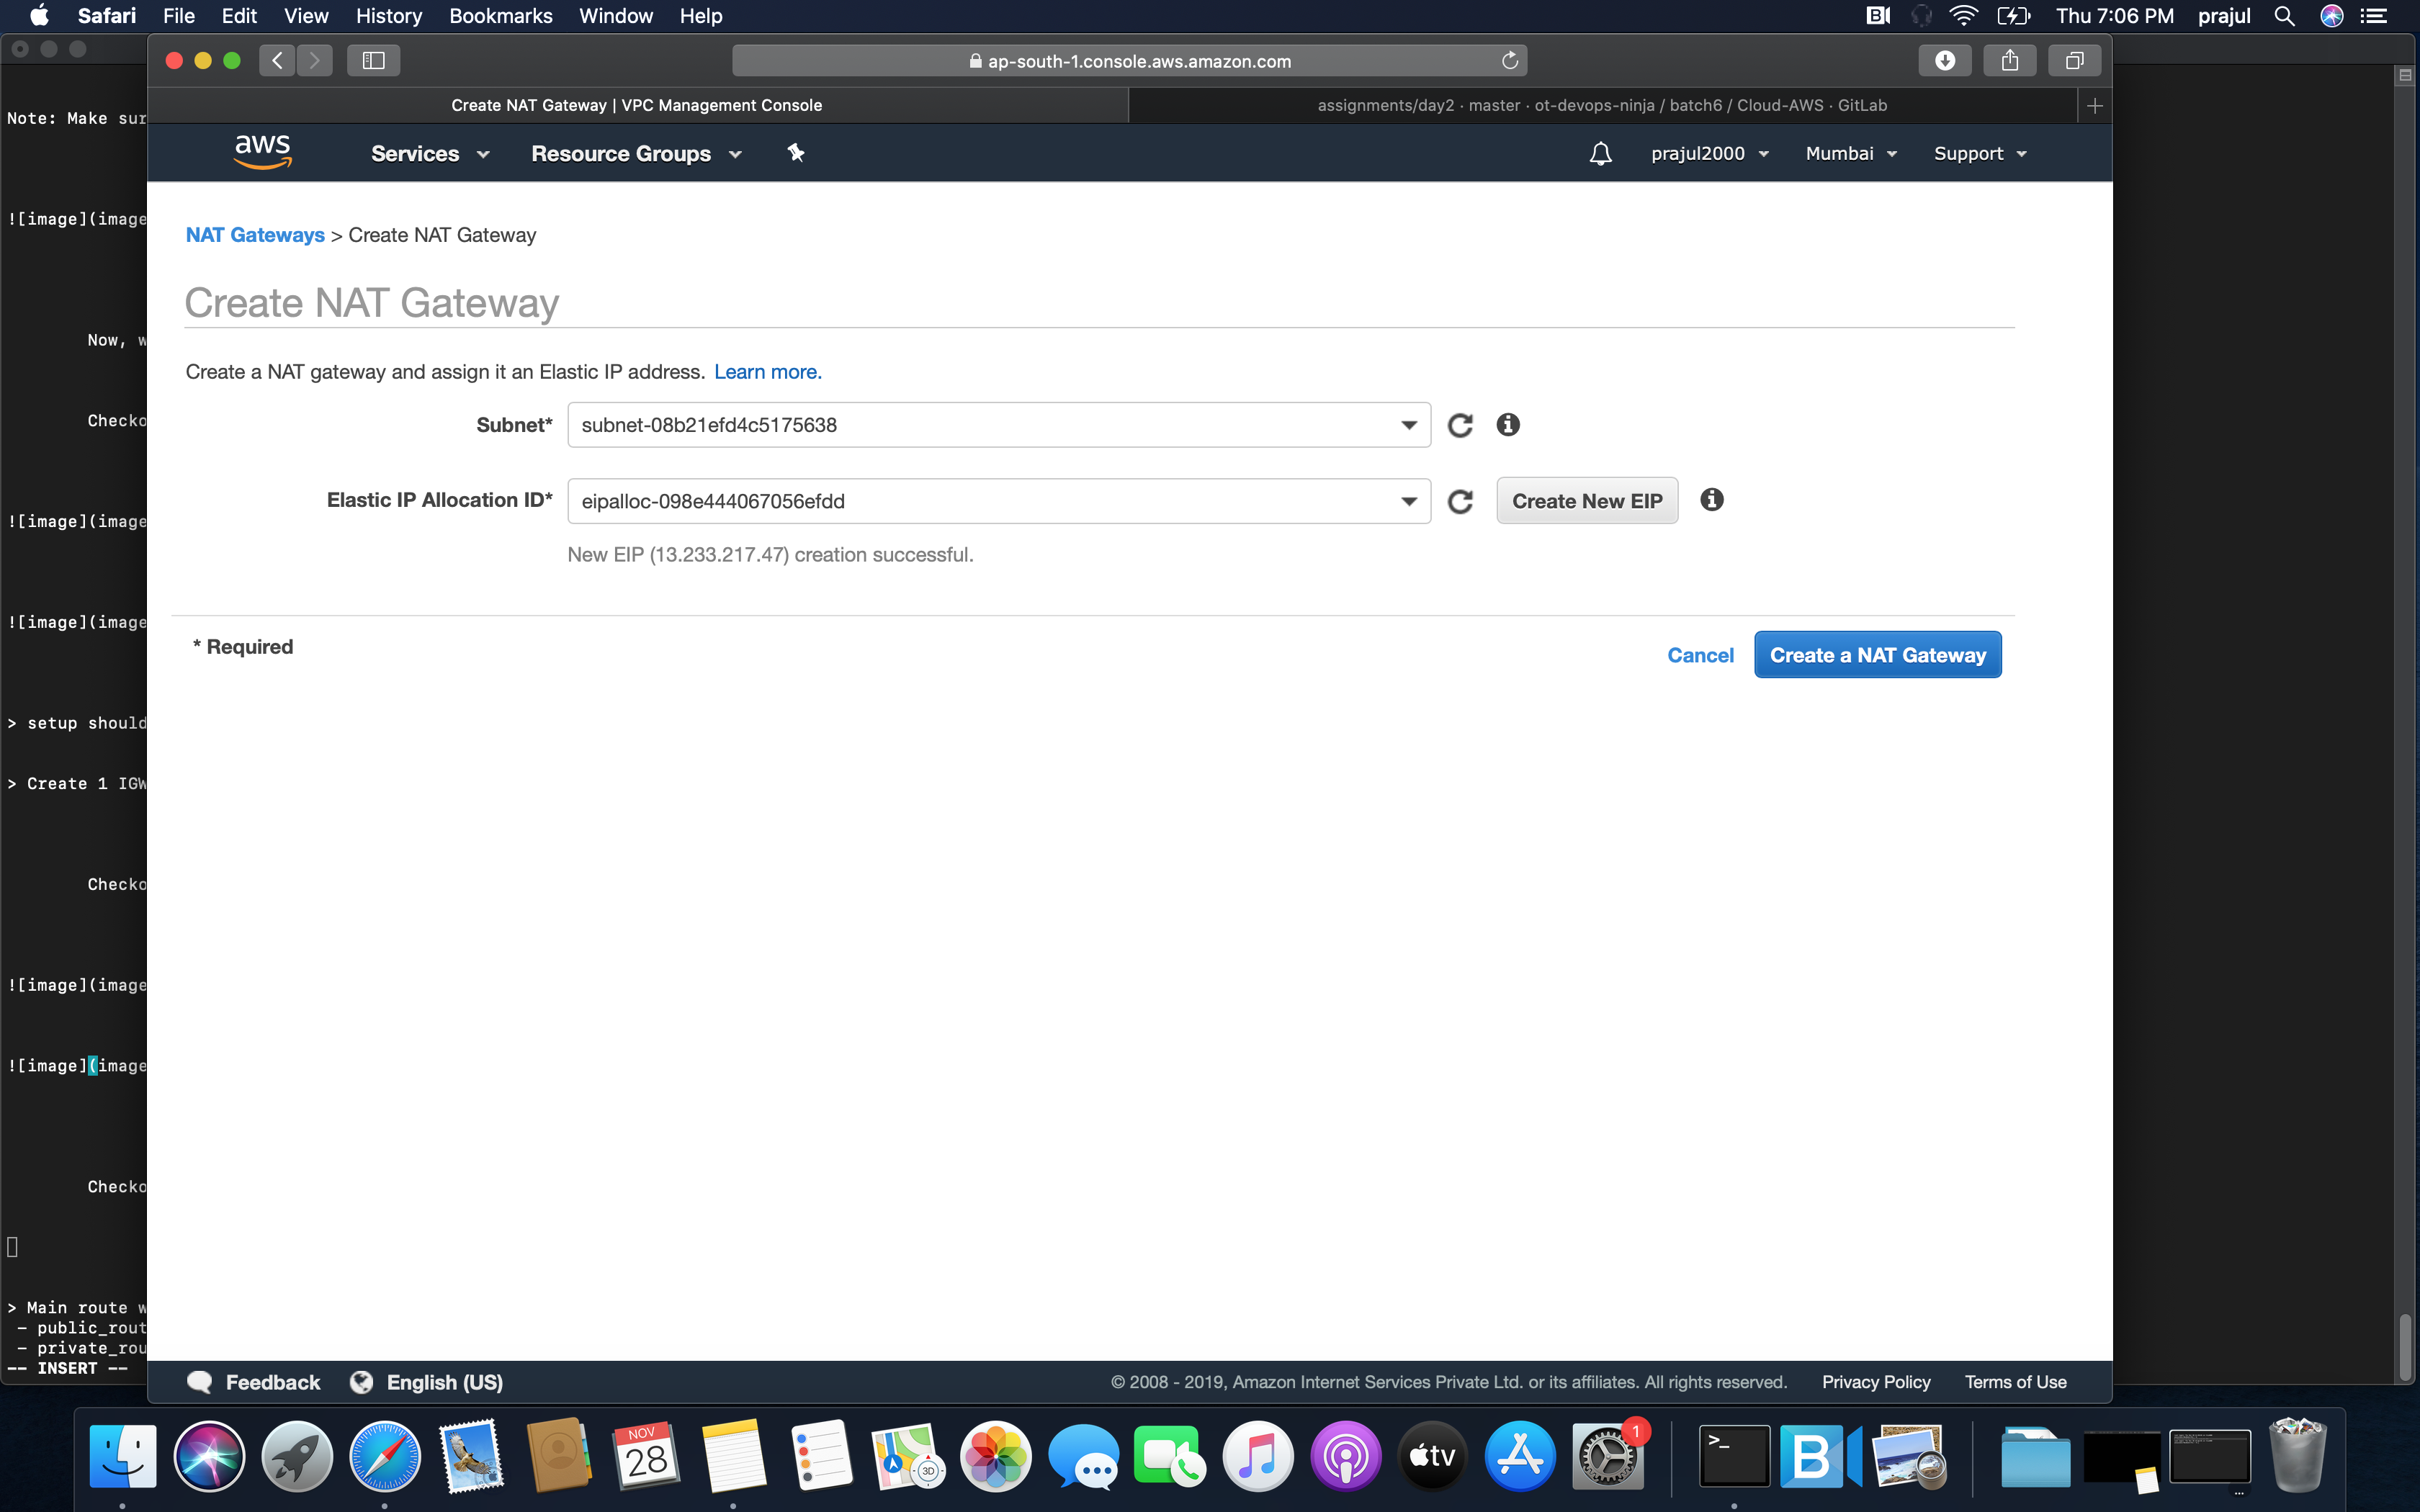 Safari File Edit View History Bookmarks Window Help Thu 7:06 PM prajul
ap-south-1.console.aws.amazon.com
Create NAT Gateway | VPC Management Console
assignments/day2 · master · ot-devops-ninja / batch6 / Cloud-AWS · GitLab
aws Services Resource Groups prajul2000 Mumbai Support
NAT Gateways > Create NAT Gateway
Create NAT Gateway
Create a NAT gateway and assign it an Elastic IP address. Learn more.
Subnet* subnet-08b21efd4c5175638
Elastic IP Allocation ID* eipalloc-098e444067056efdd Create New EIP
New EIP (13.233.217.47) creation successful.
* Required
Cancel Create a NAT Gateway
Feedback English (US) © 2008 - 2019, Amazon Internet Services Private Ltd. or its affiliates. All rights reserved. Privacy Policy Terms of Use
Note: Make sur
![image](image
Now, w
Checko
![image](image
![image](image
> setup should
> Create 1 IGW
Checko
![image](image
![image](image
Checko
> Main route w
– public_rout
– private_rou
-- INSERT --
NOV
28
3D
tv
1
>_
B